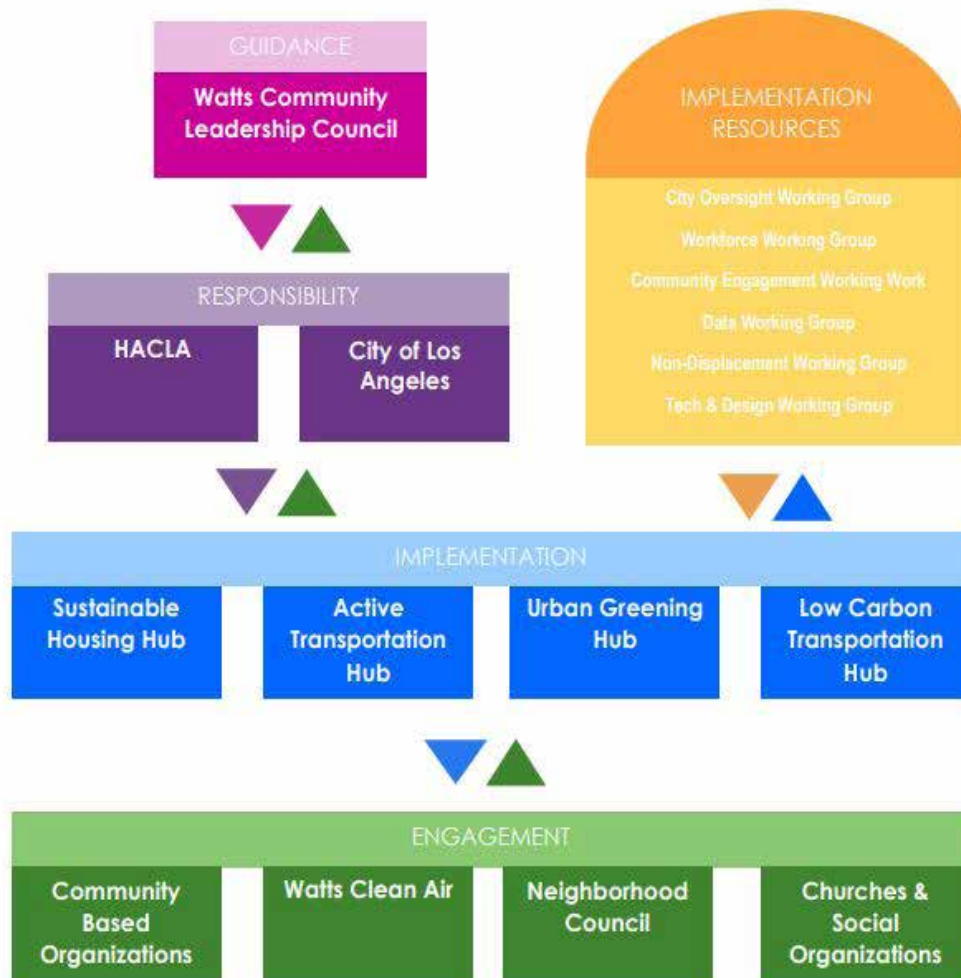 GUIDANCE
Watts Community
Leadership Council
IMPLEMENTATION
RESOURCES
City Oversight Working Group
Workforce Working Group
Community Engagement Working Work
Data Working Group
Non-Displacement Working Group
Tech & Design Working Group
RESPONSIBILITY
HACLA
City of Los
Angeles
IMPLEMENTATION
Sustainable
Housing Hub
Active
Transportation
Hub
Urban Greening
Hub
Low Carbon
Transportation
Hub
ENGAGEMENT
Community
Based
Organizations
Watts Clean Air
Neighborhood
Council
Churches &
Social
Organizations